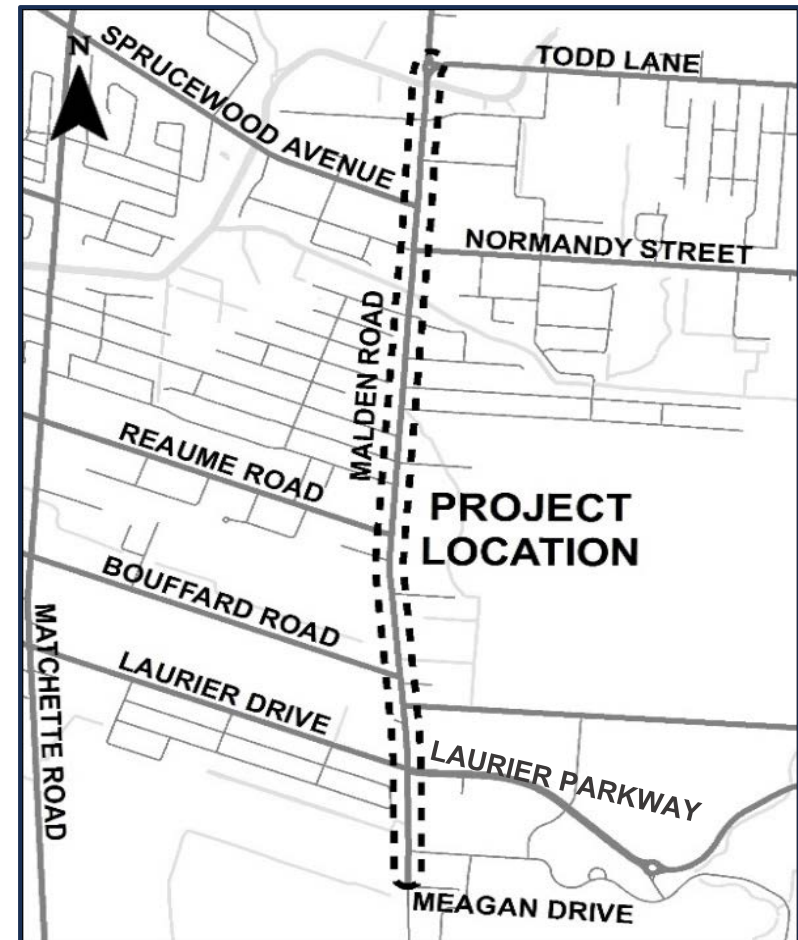 N
SPRUCEWOOD AVENUE
TODD LANE
NORMANDY STREET
MALDEN ROAD
REAUME ROAD
PROJECT
LOCATION
BOUFFARD ROAD
MATCHETTE ROAD
LAURIER DRIVE
LAURIER PARKWAY
MEAGAN DRIVE